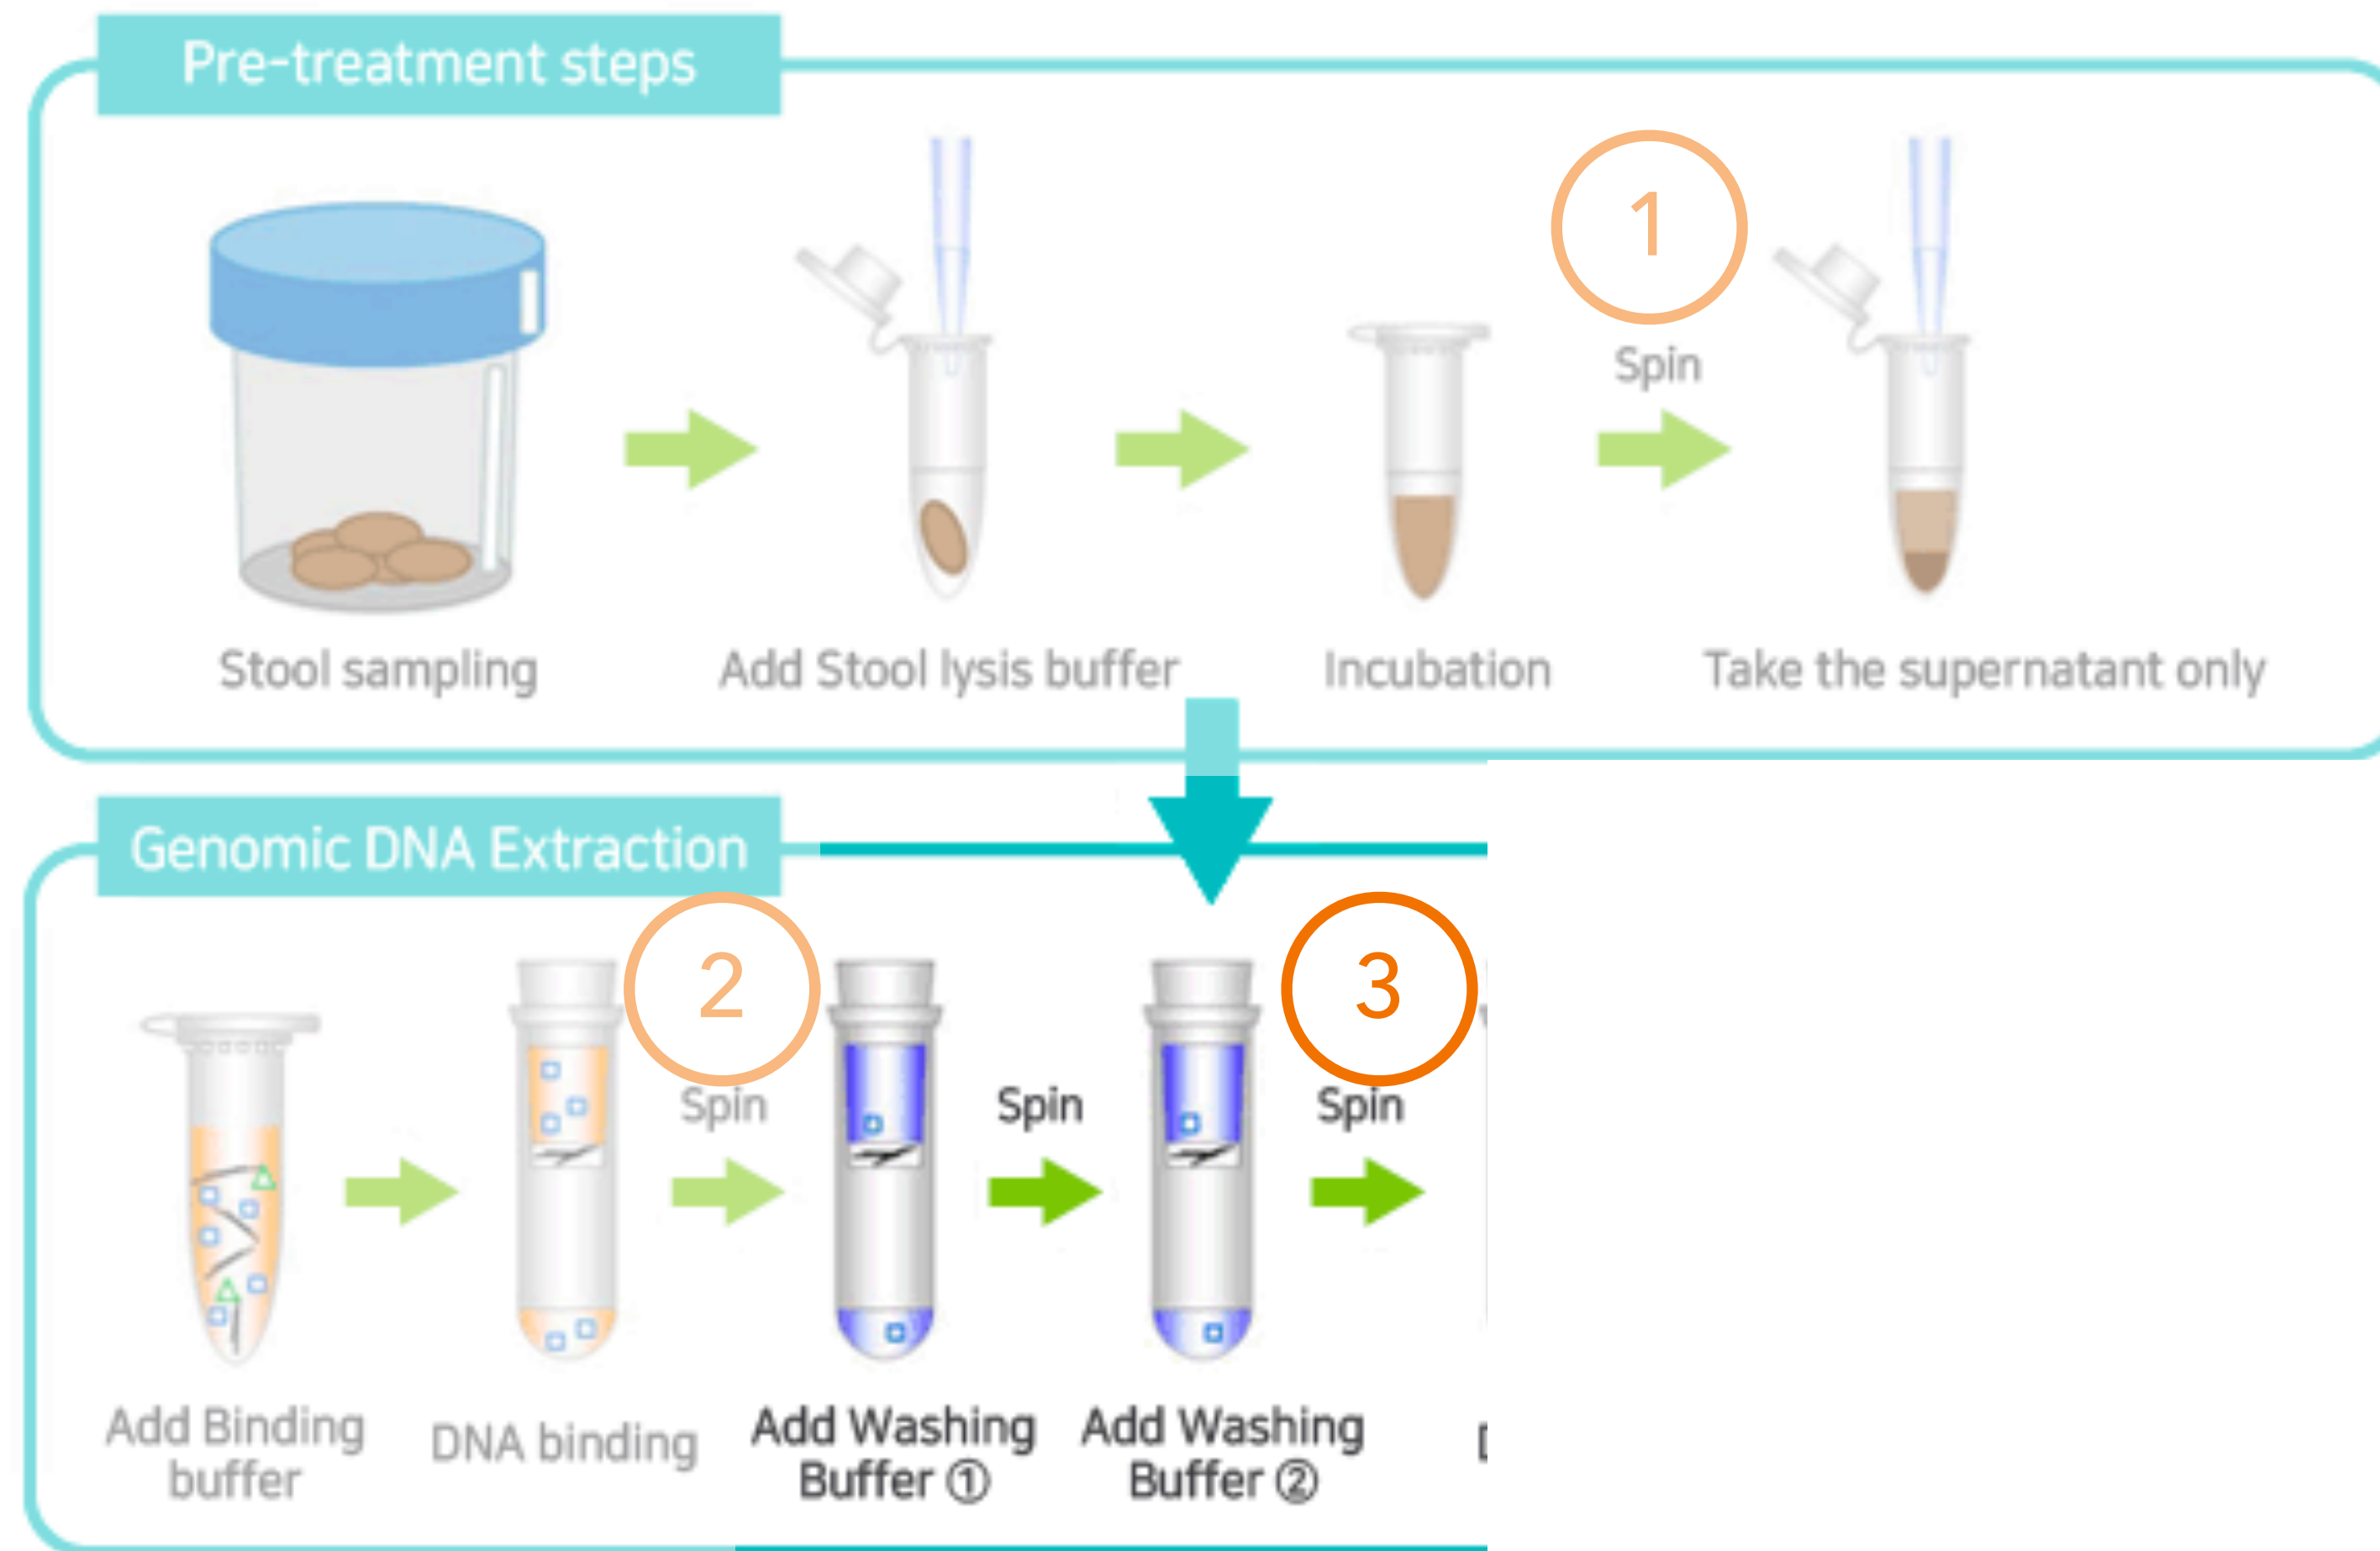 Pre-treatment steps
1
Spin
Stool sampling
Add Stool lysis buffer
Incubation
Take the supernatant only
Genomic DNA Extraction
2
3
Spin
Spin
Spin
Add Binding
buffer
DNA binding
Add Washing
Buffer ①
Add Washing
Buffer ②